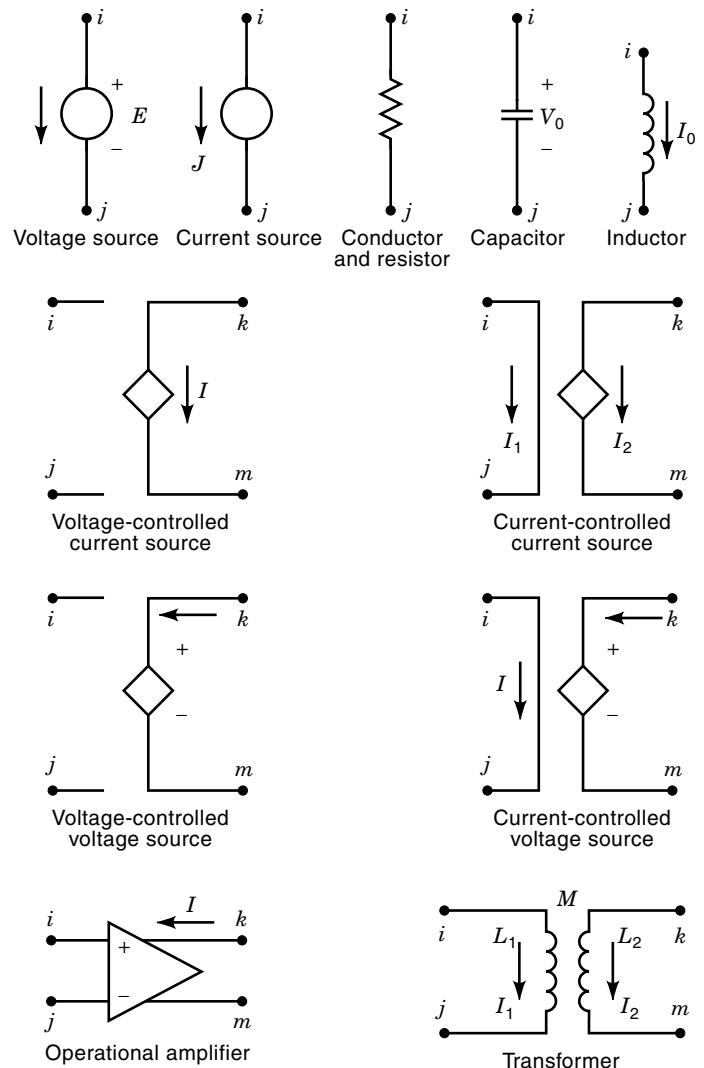 i i i i i
+ +
E J V₀ I₀
− −
j j j j j
Voltage source Current source Conductor and resistor Capacitor Inductor
i k i k
I I₁ I₂
j m j m
Voltage-controlled current source Current-controlled current source
i k i k
+ +
I
− −
j m j m
Voltage-controlled voltage source Current-controlled voltage source
I M
i k i L₁ L₂ k
+
−
j m j I₁ I₂ m
Operational amplifier Transformer